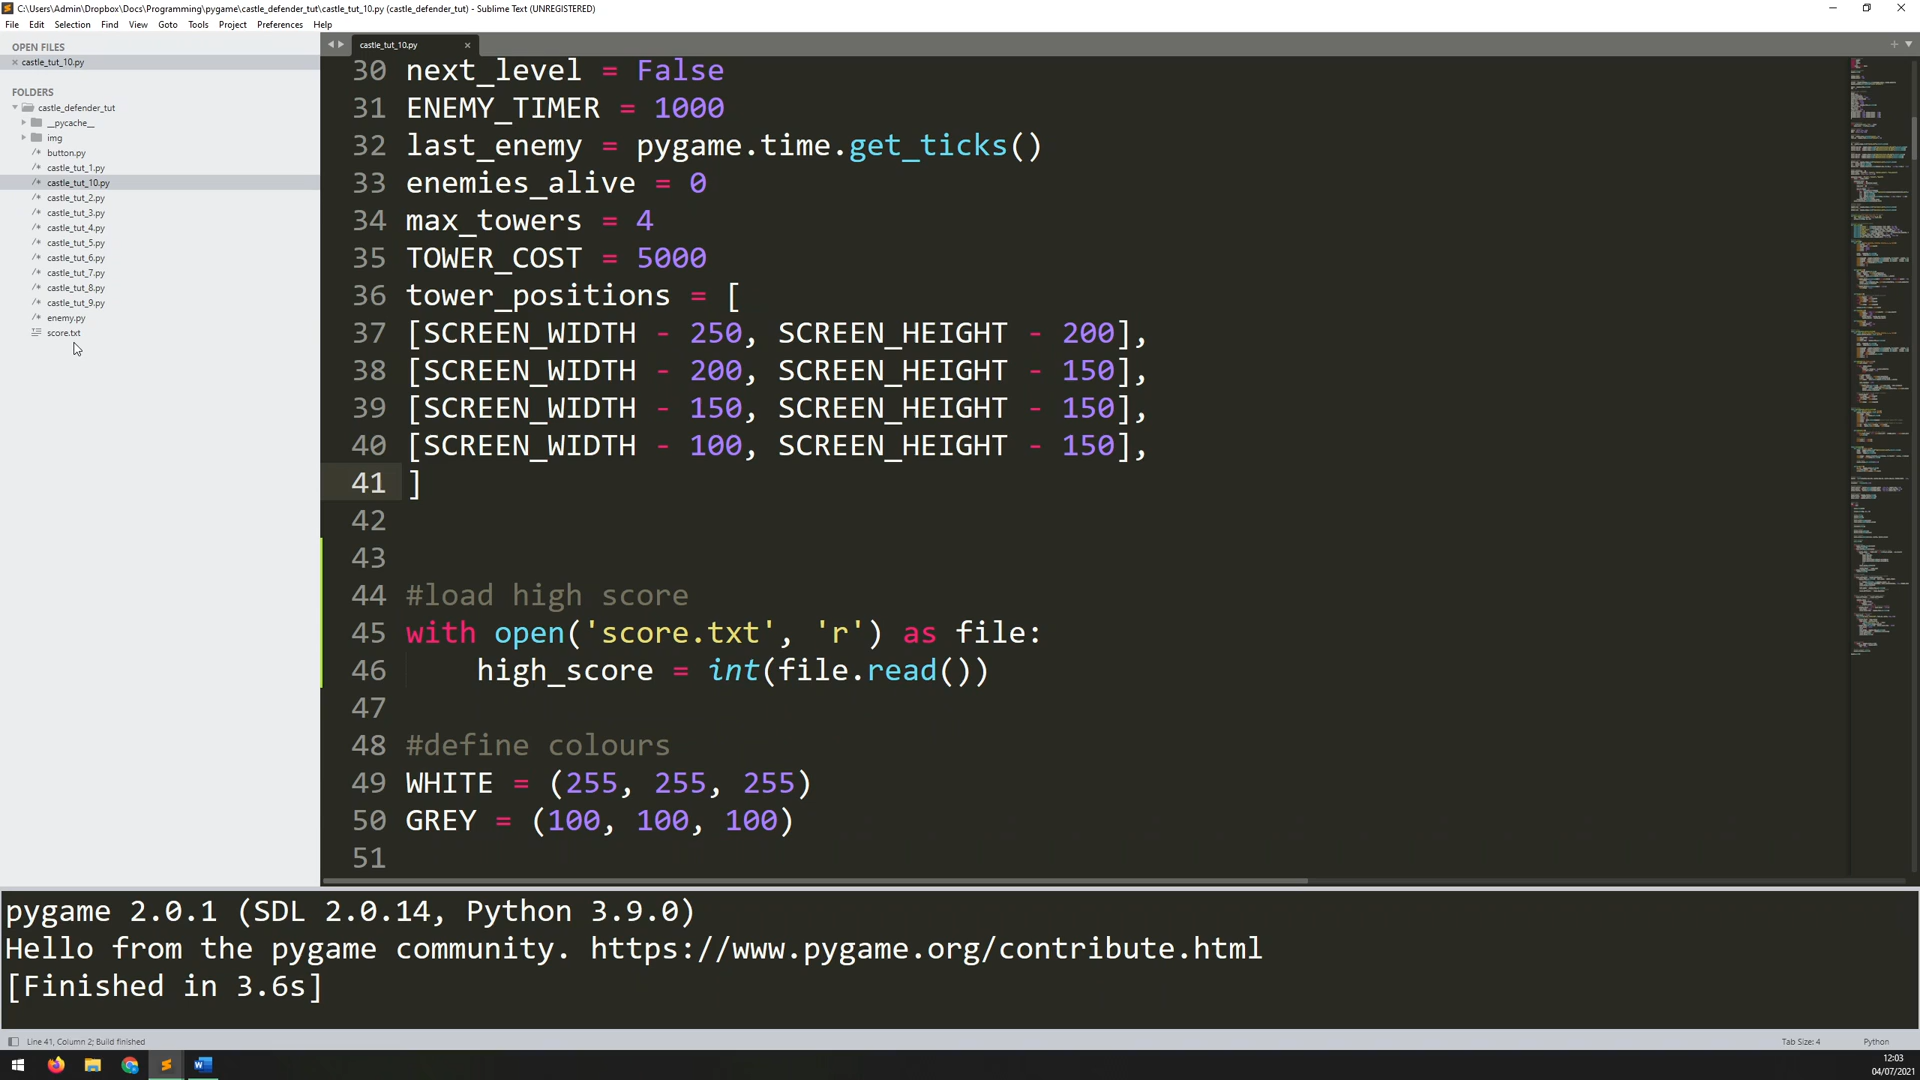 C:\Users\Admin\Dropbox\Docs\Programming\pygame\castle_defender_tut\castle_tut_10.py (castle_defender_tut) - Sublime Text (UNREGISTERED)
File Edit Selection Find View Goto Tools Project Preferences Help
OPEN FILES
castle_tut_10.py
FOLDERS
castle_defender_tut
__pycache__
img
button.py
castle_tut_1.py
castle_tut_10.py
castle_tut_2.py
castle_tut_3.py
castle_tut_4.py
castle_tut_5.py
castle_tut_6.py
castle_tut_7.py
castle_tut_8.py
castle_tut_9.py
enemy.py
score.txt
castle_tut_10.py
30 next_level = False
31 ENEMY_TIMER = 1000
32 last_enemy = pygame.time.get_ticks()
33 enemies_alive = 0
34 max_towers = 4
35 TOWER_COST = 5000
36 tower_positions = [
37 [SCREEN_WIDTH - 250, SCREEN_HEIGHT - 200],
38 [SCREEN_WIDTH - 200, SCREEN_HEIGHT - 150],
39 [SCREEN_WIDTH - 150, SCREEN_HEIGHT - 150],
40 [SCREEN_WIDTH - 100, SCREEN_HEIGHT - 150],
41 ]
42
43
44 #load high score
45 with open('score.txt', 'r') as file:
46     high_score = int(file.read())
47
48 #define colours
49 WHITE = (255, 255, 255)
50 GREY = (100, 100, 100)
51
pygame 2.0.1 (SDL 2.0.14, Python 3.9.0)
Hello from the pygame community. https://www.pygame.org/contribute.html
[Finished in 3.6s]
Line 41, Column 2; Build finished
Tab Size: 4
Python
12:03
04/07/2021